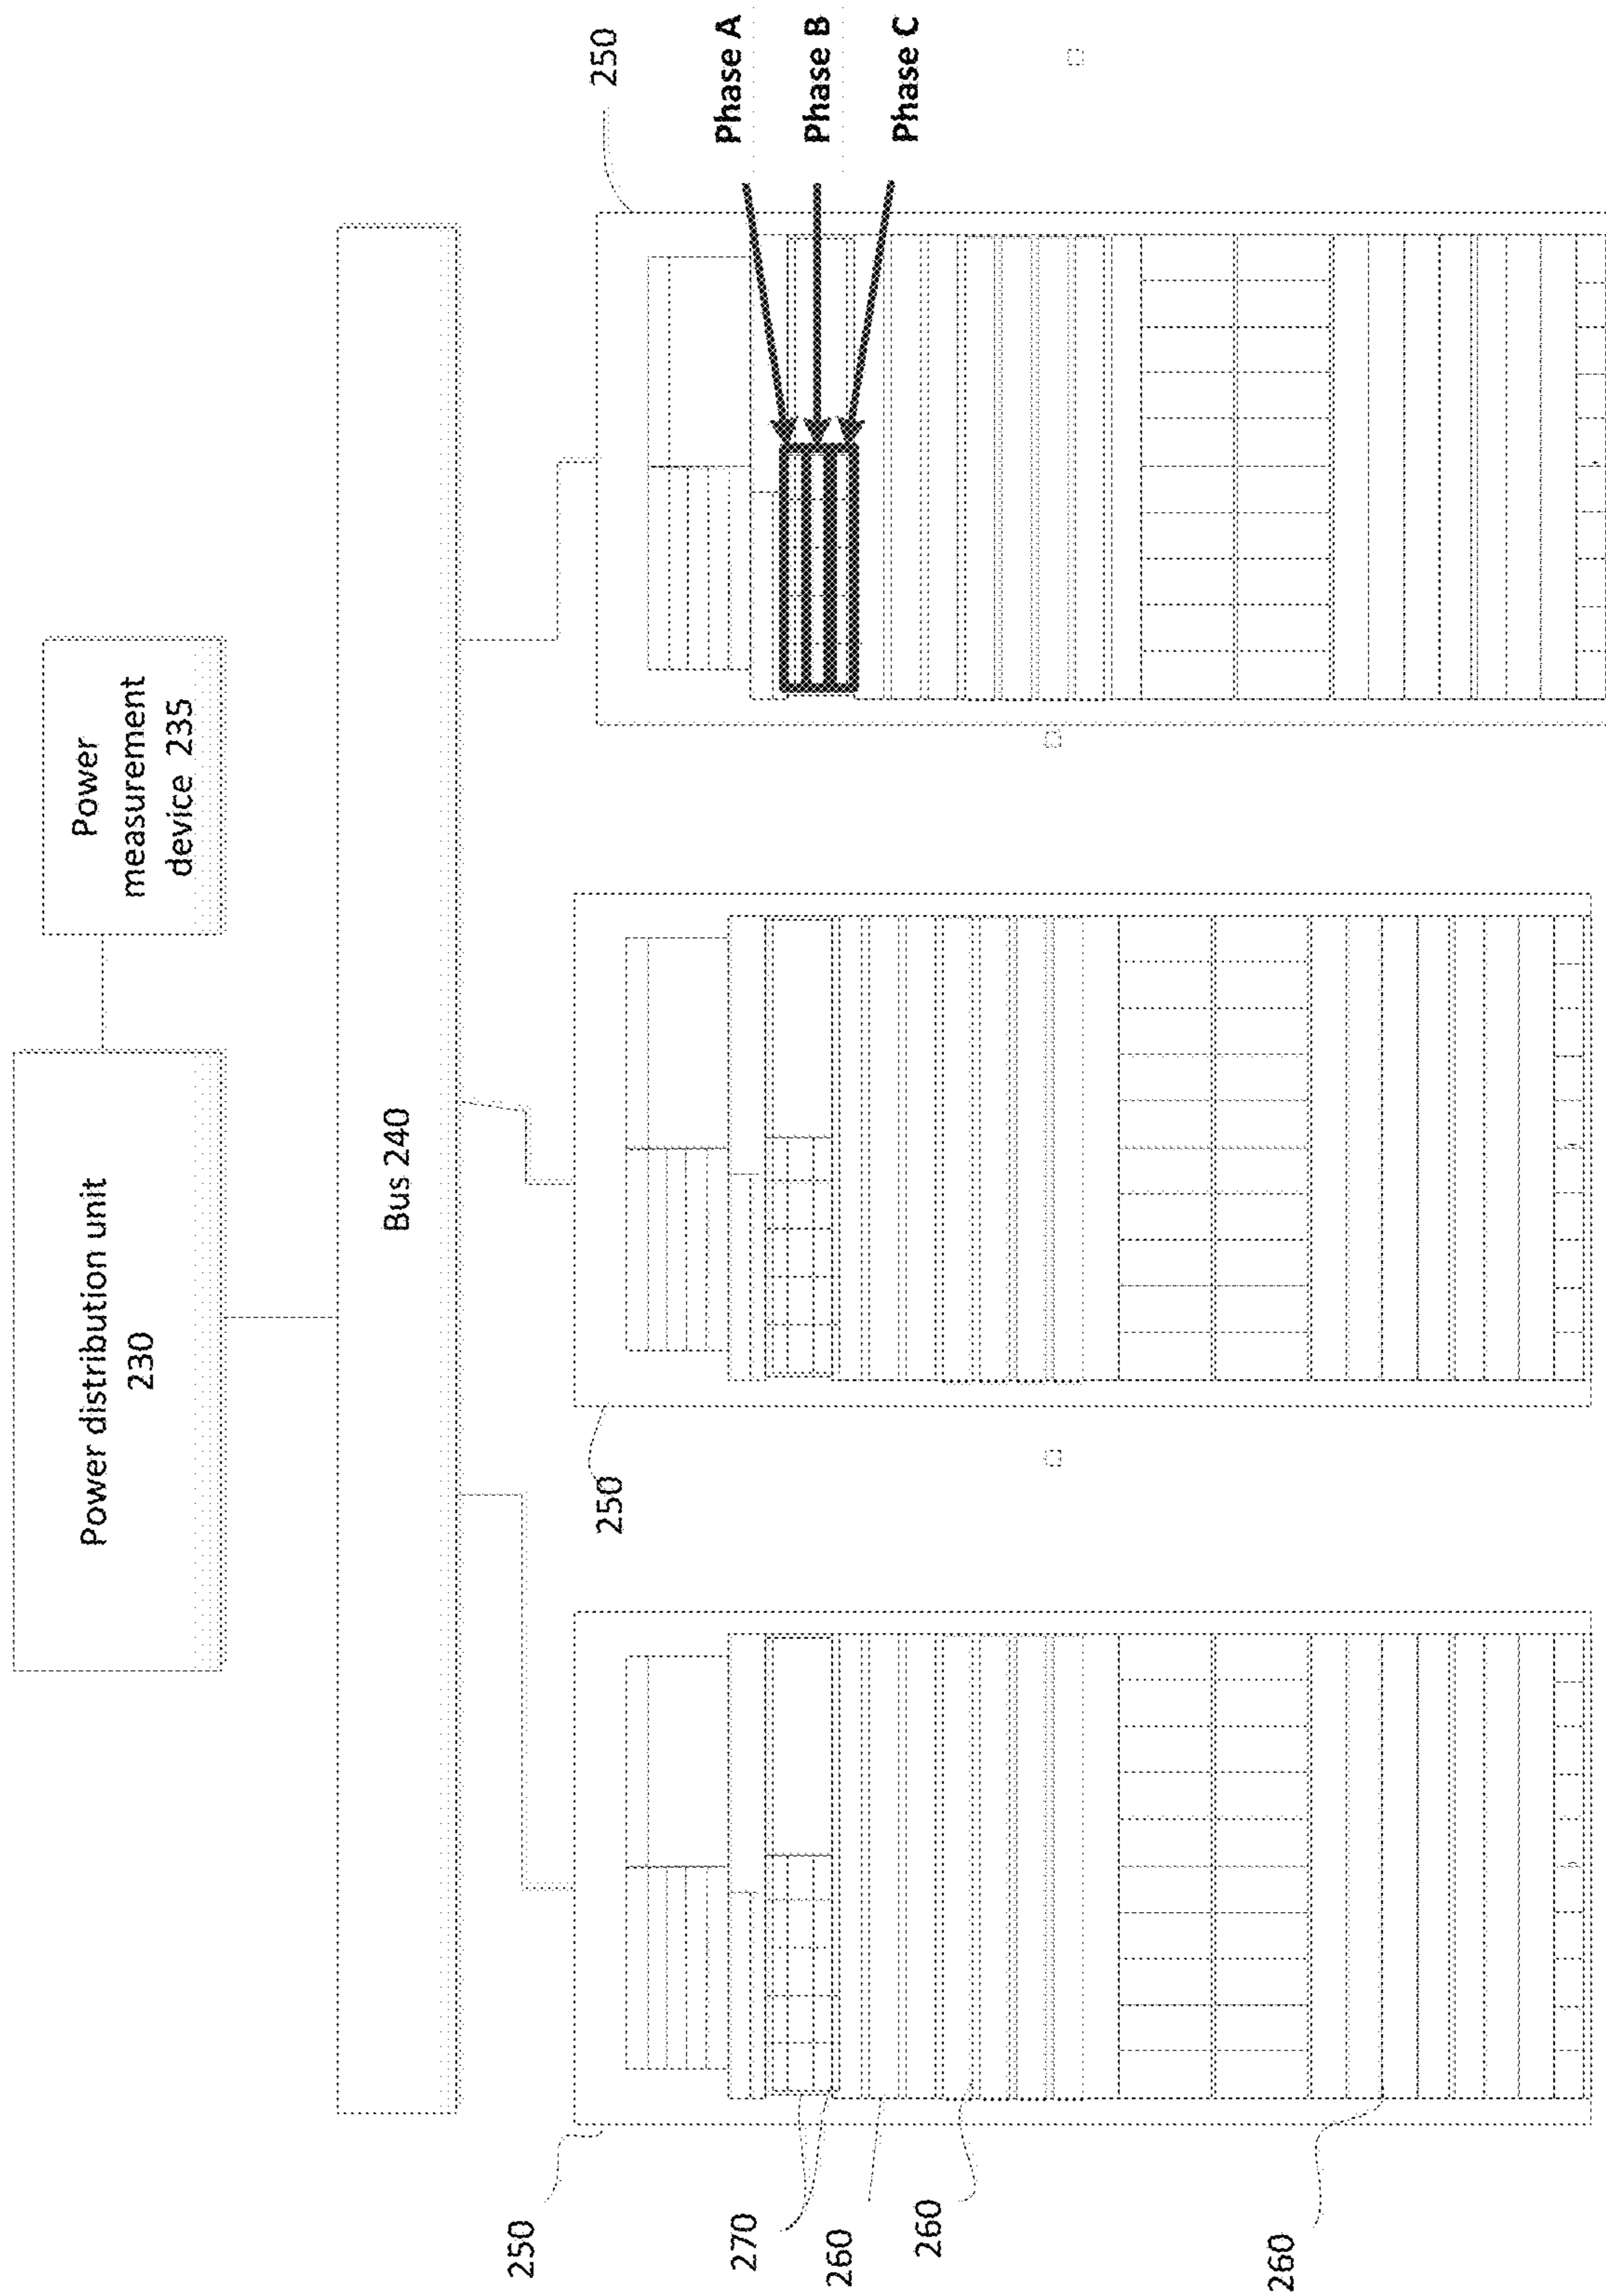 Power distribution unit
230
Power
measurement
device 235
Bus 240
250
250
250
Phase A
Phase B
Phase C
270
260
260
260